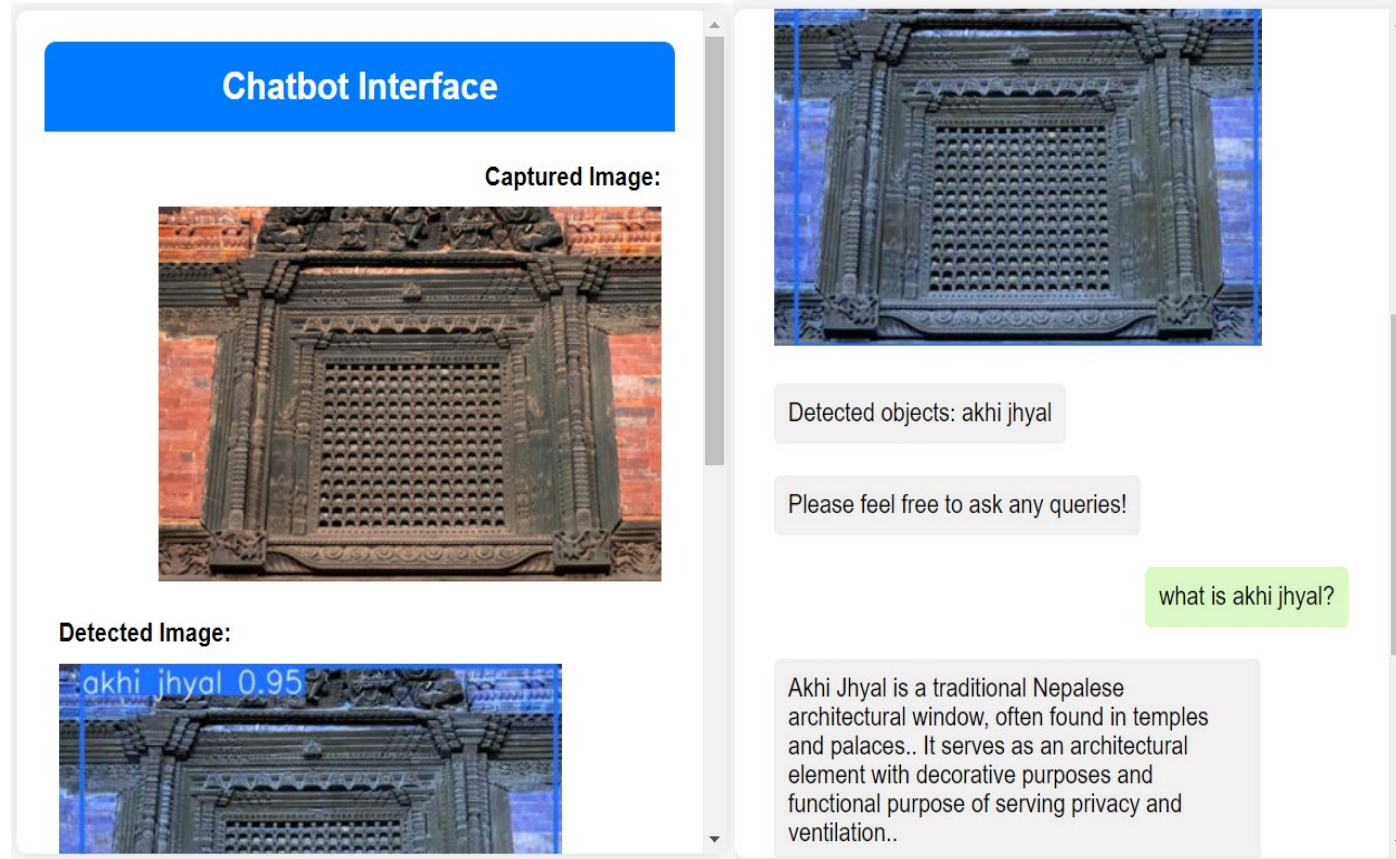 Chatbot Interface
Captured Image:
Detected Image:
akhi jhyal 0.95
Detected objects: akhi jhyal
Please feel free to ask any queries!
what is akhi jhyal?
Akhi Jhyal is a traditional Nepalese
architectural window, often found in temples
and palaces.. It serves as an architectural
element with decorative purposes and
functional purpose of serving privacy and
ventilation..